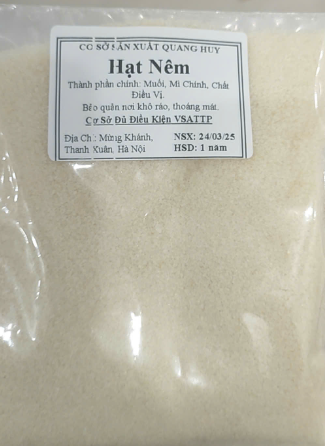 CƠ SỞ SẢN XUẤT QUANG HUY
Hạt Nêm
Thành phần chính: Muối, Mì Chính, Chất
Điều Vị.
Bảo quản nơi khô ráo, thoáng mát.
Cơ Sở Đủ Điều Kiện VSATTP
Địa Ch : Mừng Khánh, NSX: 24/03/25
Thanh Xuân, Hà Nội HSD: 1 năm